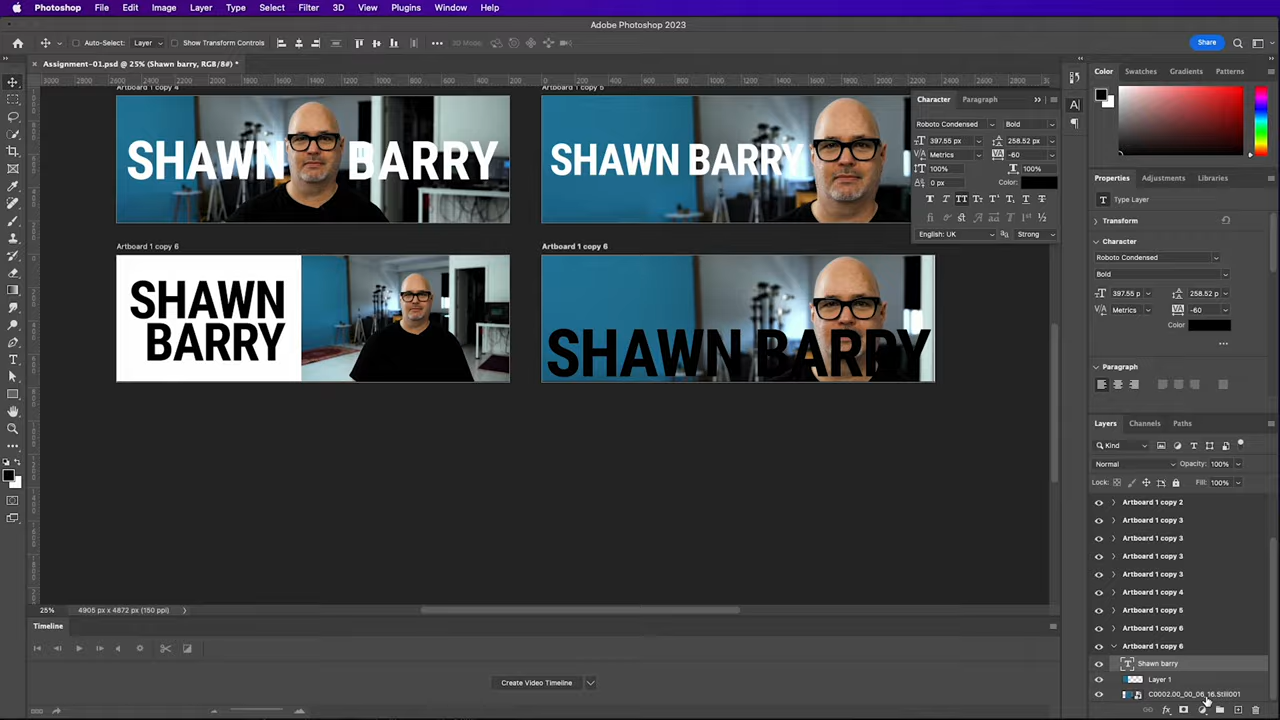 Photoshop File Edit Image Layer Type Select Filter 3D View Plugins Window Help
Adobe Photoshop 2023
Auto-Select: Layer Show Transform Controls 3D Mode: Share
Assignment-01.psd @ 25% (Shawn barry, RGB/8#) *
Artboard 1 copy 4
SHAWN BARRY
Artboard 1 copy 5
SHAWN BARRY
Artboard 1 copy 6
SHAWN
BARRY
Artboard 1 copy 6
SHAWN BARRY
Character Paragraph
Roboto Condensed Bold
397.55 px 258.52 px
Metrics -60
100% 100%
0 px Color:
English: UK Strong
Color Swatches Gradients Patterns
Properties Adjustments Libraries
Type Layer
Transform
Character
Roboto Condensed
Bold
397.55 px 258.52 p
Metrics -60
Color
Paragraph
Layers Channels Paths
Kind
Normal Opacity: 100%
Lock: Fill: 100%
Artboard 1 copy 2
Artboard 1 copy 3
Artboard 1 copy 3
Artboard 1 copy 3
Artboard 1 copy 3
Artboard 1 copy 4
Artboard 1 copy 5
Artboard 1 copy 6
Artboard 1 copy 6
Shawn barry
Layer 1
C0002.00_00_06_16.Still001
25% 4905 px x 4872 px (150 ppi)
Timeline
Create Video Timeline